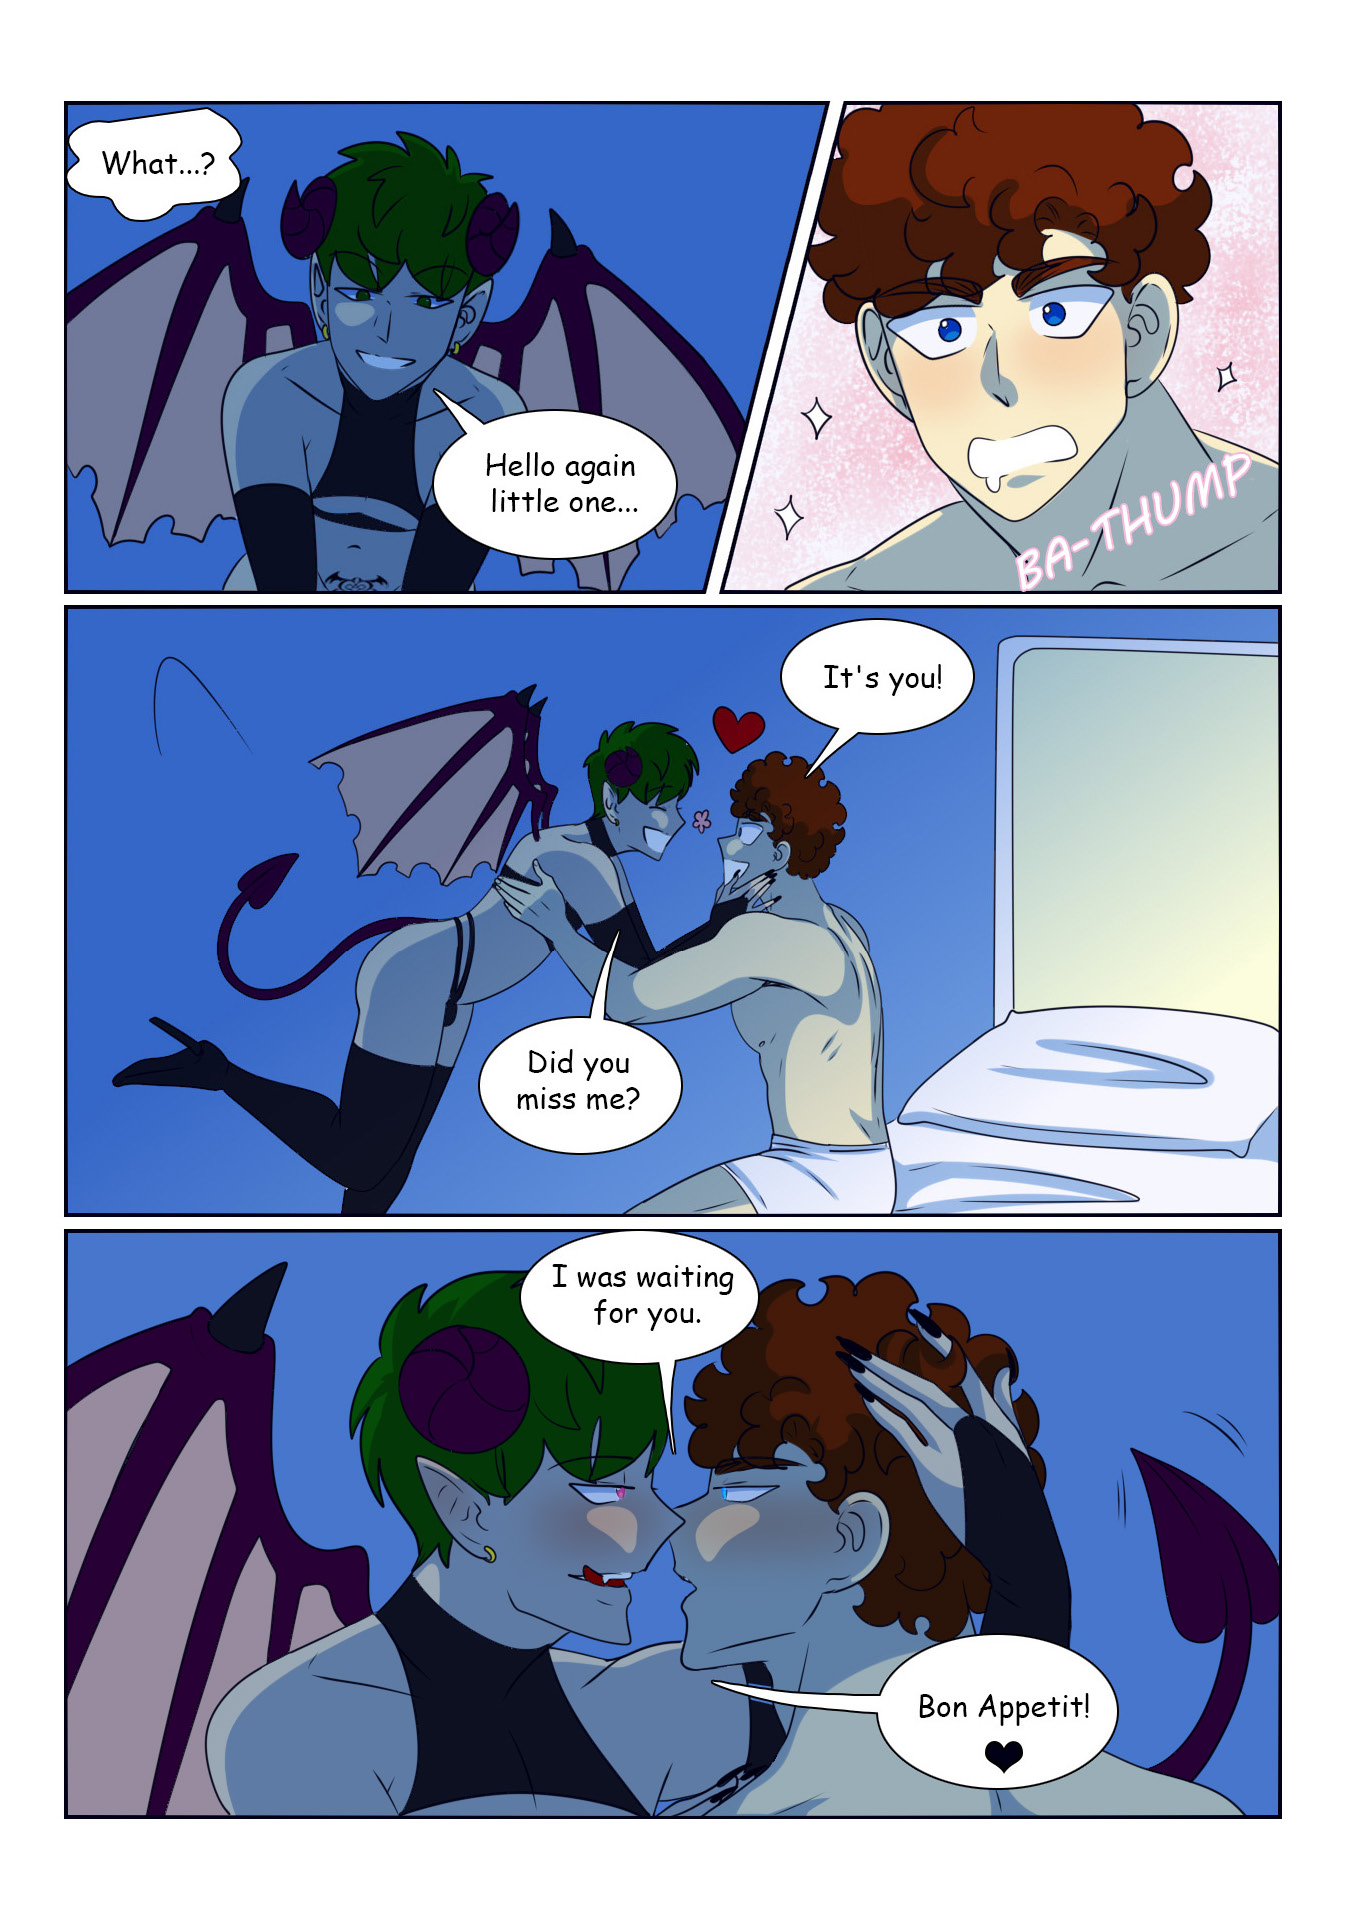 What...?
Hello again
little one...
BA-THUMP
It's you!
Did you
miss me?
I was waiting
for you.
Bon Appetit!